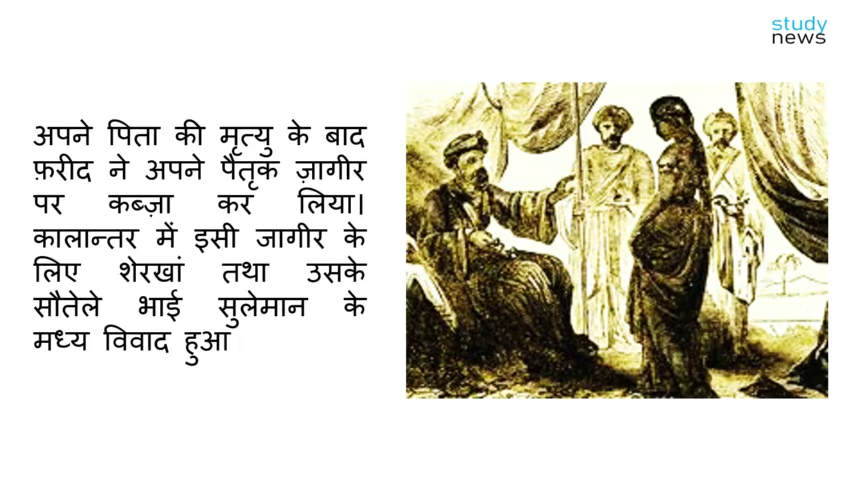 study
news
अपने पिता की मृत्यु के बाद
फ़रीद ने अपने पैतृक ज़ागीर
पर कब्ज़ा कर लिया।
कालान्तर में इसी जागीर के
लिए शेरखां तथा उसके
सौतेले भाई सुलेमान के
मध्य विवाद हुआ